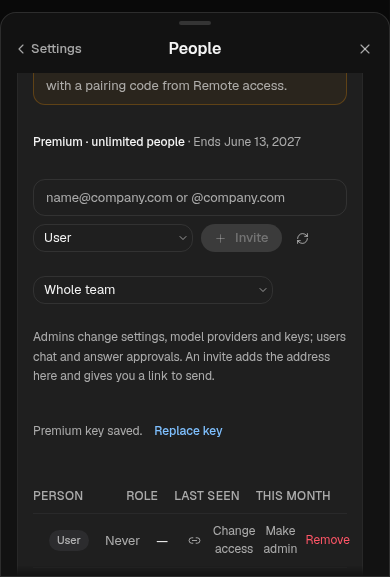 Settings
People
with a pairing code from Remote access.
Premium · unlimited people · Ends June 13, 2027
name@company.com or @company.com
User
+ Invite
Whole team
Admins change settings, model providers and keys; users
chat and answer approvals. An invite adds the address
here and gives you a link to send.
Premium key saved. Replace key
PERSON ROLE LAST SEEN THIS MONTH
User Never — Change access Make admin Remove